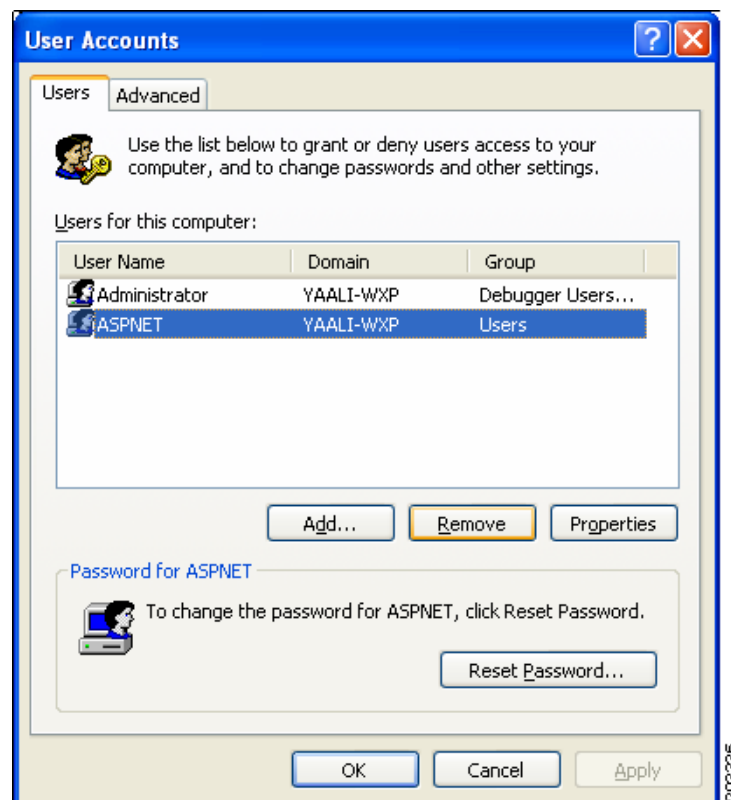 User Accounts
Users Advanced
Use the list below to grant or deny users access to your
computer, and to change passwords and other settings.
Users for this computer:
User Name Domain Group
Administrator YAALI-WXP Debugger Users...
ASPNET YAALI-WXP Users
Add... Remove Properties
Password for ASPNET
To change the password for ASPNET, click Reset Password.
Reset Password...
OK Cancel Apply